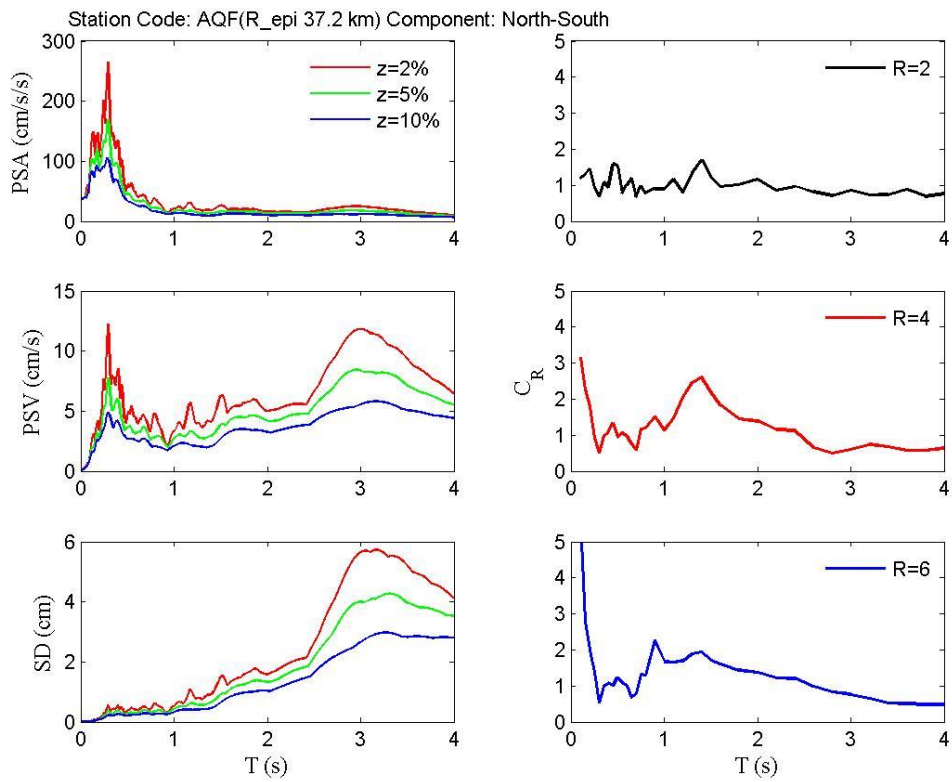 Station Code: AQF(R_epi 37.2 km) Component: North-South
300
200
100
0
PSA (cm/s/s)
z=2%
z=5%
z=10%
0 1 2 3 4
5
4
3
2
1
0
R=2
0 1 2 3 4
15
10
5
0
PSV (cm/s)
0 1 2 3 4
5
4
3
2
1
0
C_R
R=4
0 1 2 3 4
6
4
2
0
SD (cm)
0 1 2 3 4
T (s)
5
4
3
2
1
0
R=6
0 1 2 3 4
T (s)